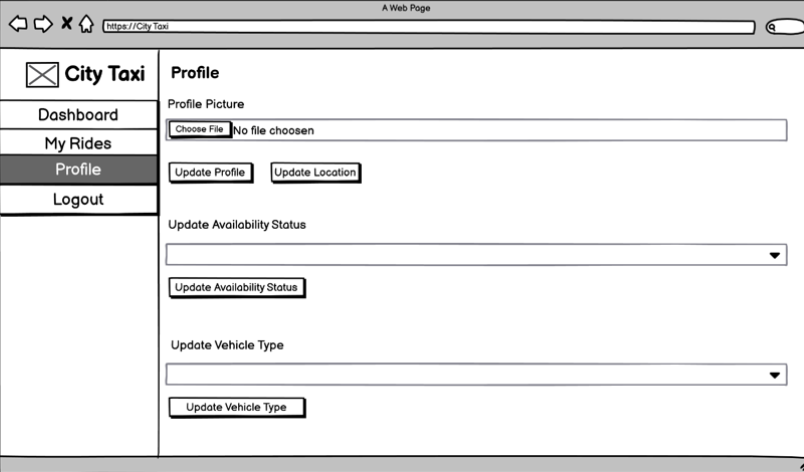 A Web Page
https://City Taxi
City Taxi
Dashboard
My Rides
Profile
Logout
Profile
Profile Picture
Choose File No file choosen
Update Profile Update Location
Update Availability Status
Update Availability Status
Update Vehicle Type
Update Vehicle Type